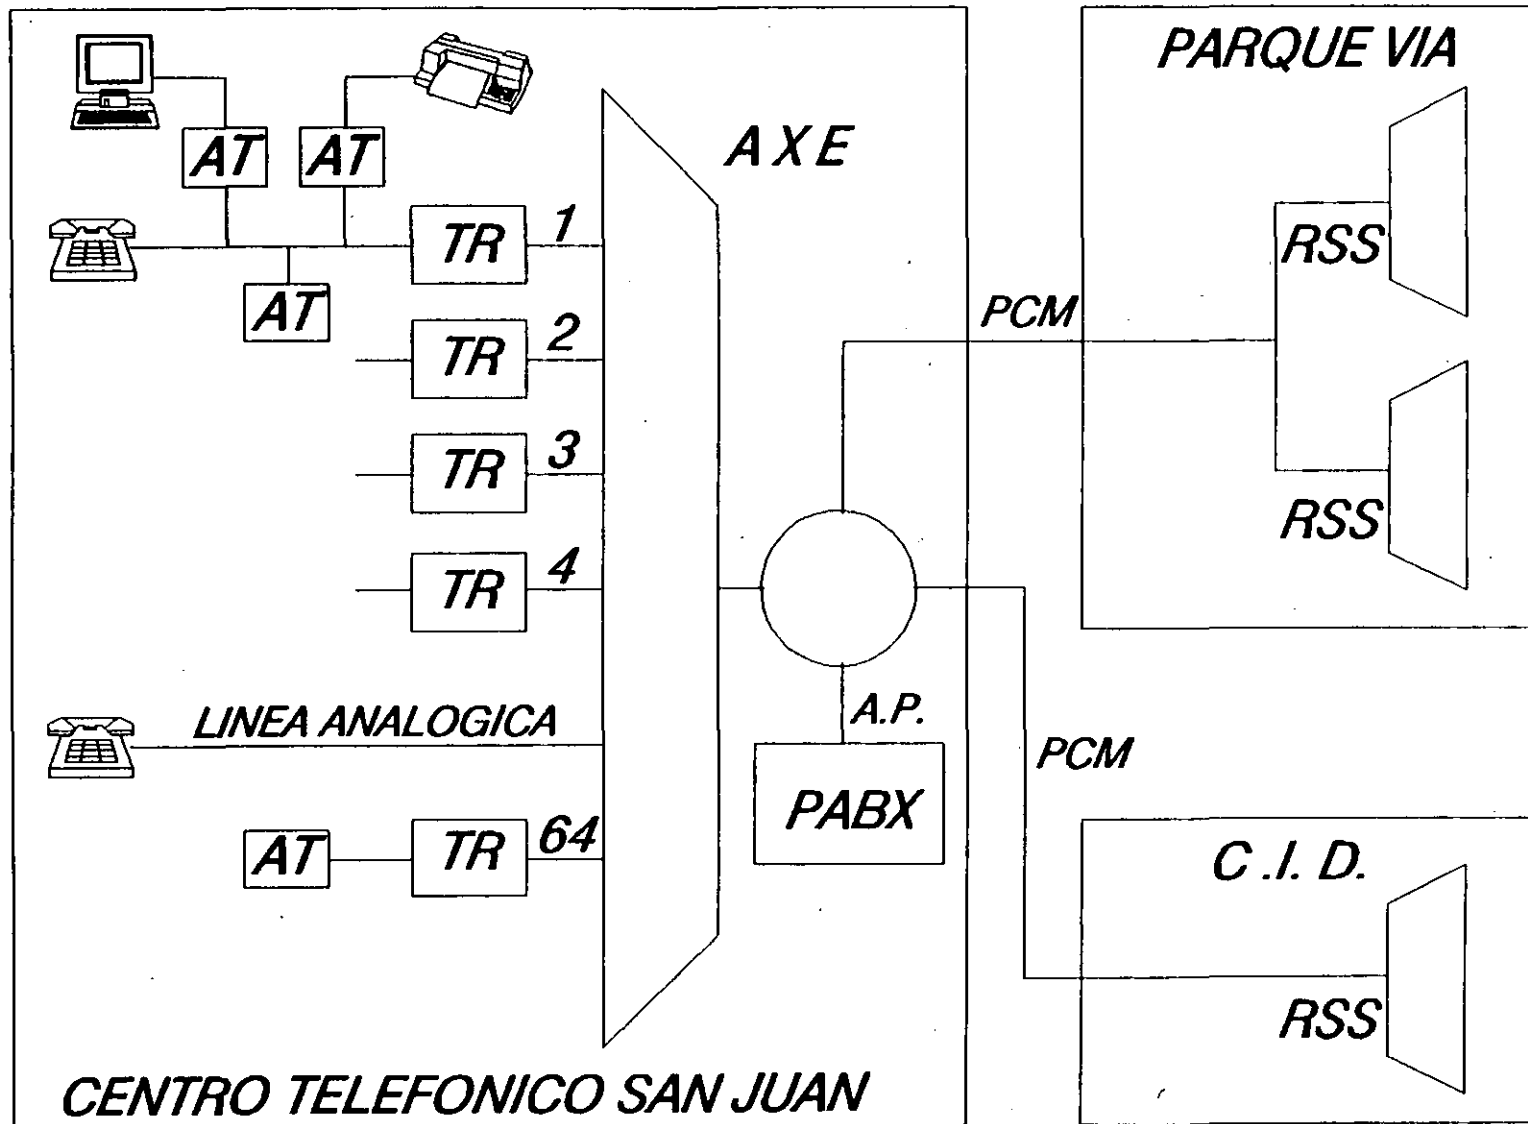 PARQUE VIA
AT
AT
AXE
TR
1
RSS
AT
PCM
TR
2
TR
3
RSS
TR
4
LINEA ANALOGICA
A.P.
PCM
PABX
AT
TR
64
C .I. D.
RSS
CENTRO TELEFONICO SAN JUAN